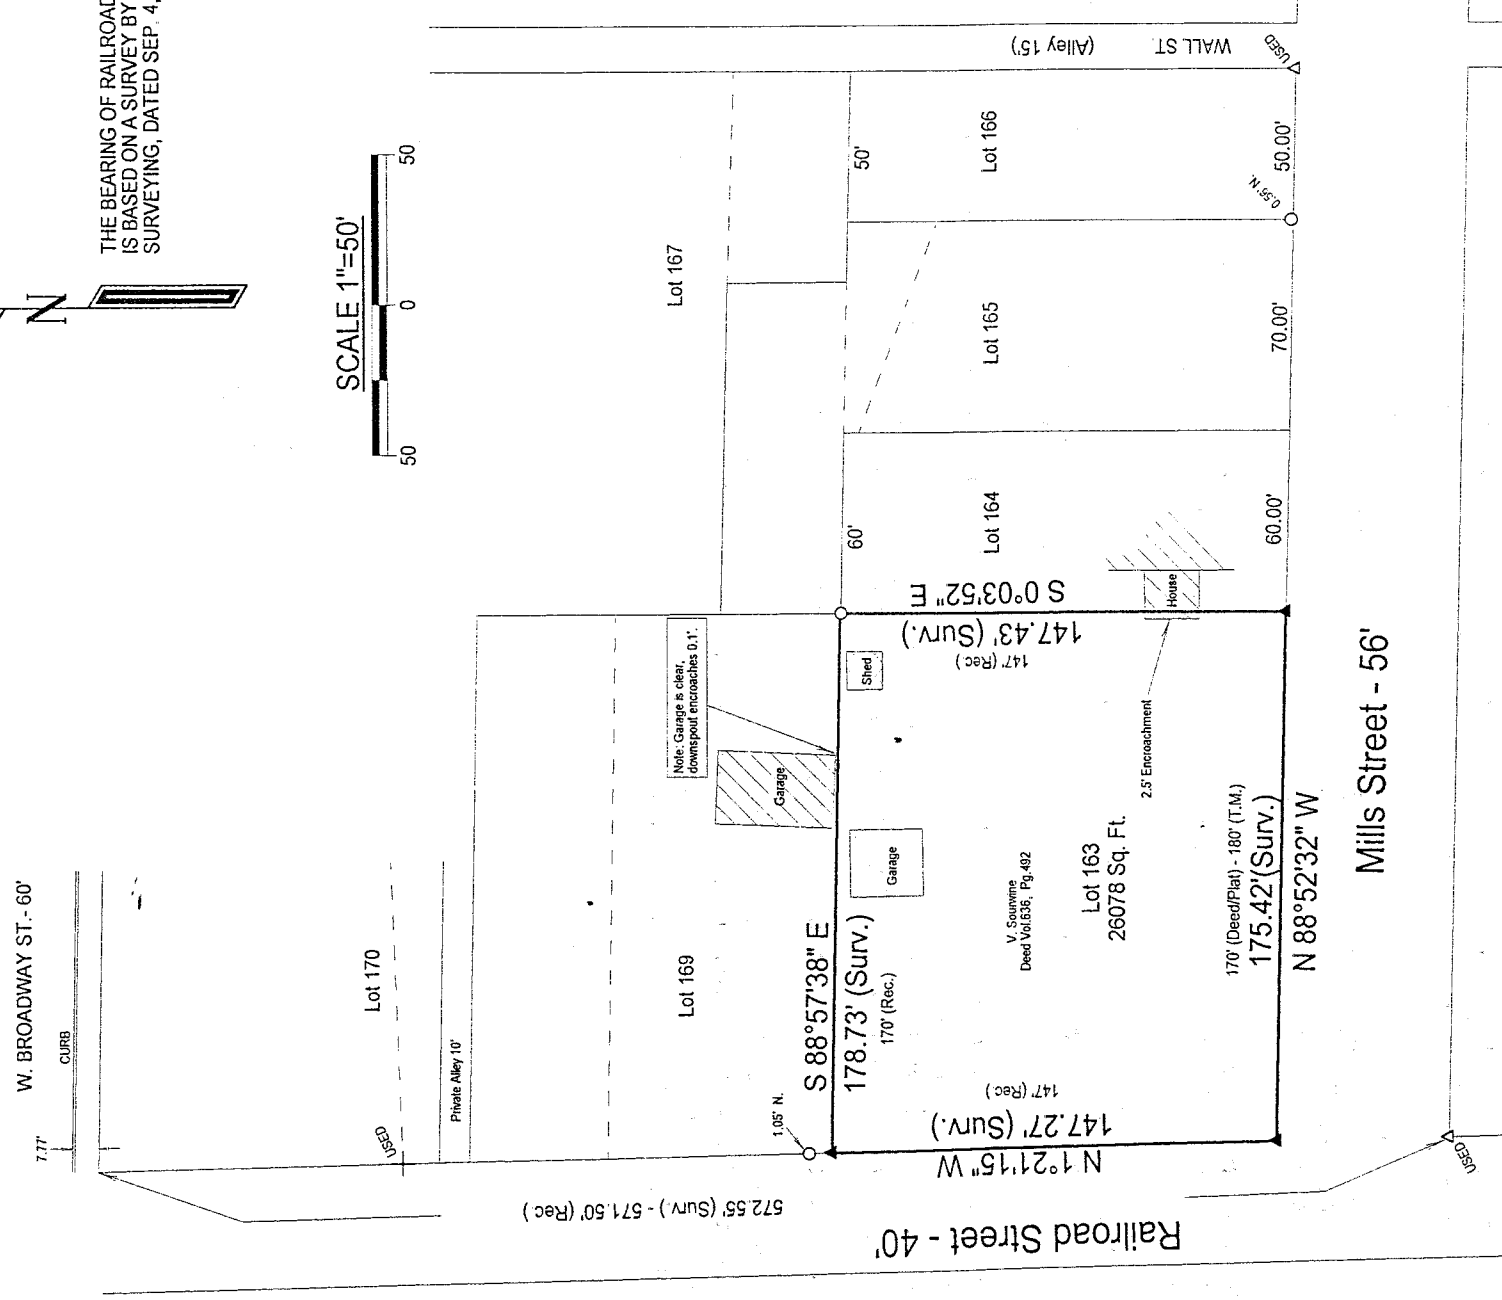 THE BEARING OF RAILROAD
IS BASED ON A SURVEY BY
SURVEYING, DATED SEP. 4,
N
SCALE 1"=50'
50
0
50
W. BROADWAY ST.- 60'
CURB
7.77'
Lot 170
USED
Private Alley 10'
Lot 169
Lot 167
WALL ST.
(Alley 15')
USED
50'
Lot 166
50.00'
0.56' N.
Lot 165
70.00'
60'
Lot 164
60.00'
House
Note: Garage is clear,
downspout encroaches 0.1'.
Garage
Shed
Garage
S 0°03'52" E
147.43' (Surv.)
147' (Rec.)
2.5' Encroachment
S 88°57'38" E
178.73' (Surv.)
170' (Rec.)
V. Sourwine
Deed Vol.636, Pg.492
Lot 163
26078 Sq. Ft.
170' (Deed/Plat) - 180' (T.M.)
175.42'(Surv.)
N 88°52'32" W
147' (Rec.)
147.27' (Surv.)
N 1°21'15" W
1.05' N.
572.55' (Surv.) - 571.50' (Rec.)
Railroad Street - 40'
Mills Street - 56'
USED